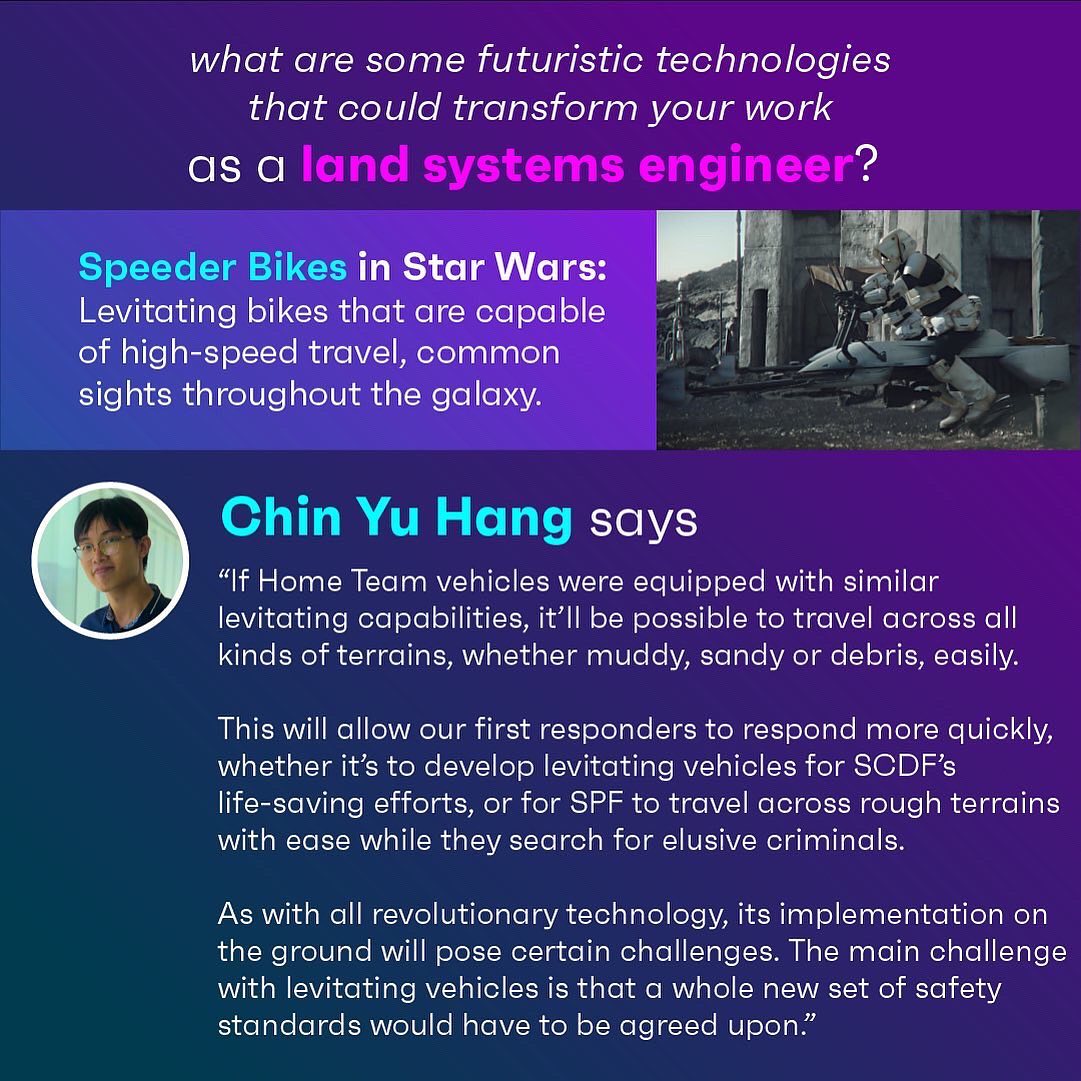 what are some futuristic technologies
that could transform your work
as a land systems engineer?
Speeder Bikes in Star Wars:
Levitating bikes that are capable
of high-speed travel, common
sights throughout the galaxy.
Chin Yu Hang says
“If Home Team vehicles were equipped with similar
levitating capabilities, it’ll be possible to travel across all
kinds of terrains, whether muddy, sandy or debris, easily.
This will allow our first responders to respond more quickly,
whether it’s to develop levitating vehicles for SCDF’s
life-saving efforts, or for SPF to travel across rough terrains
with ease while they search for elusive criminals.
As with all revolutionary technology, its implementation on
the ground will pose certain challenges. The main challenge
with levitating vehicles is that a whole new set of safety
standards would have to be agreed upon.”